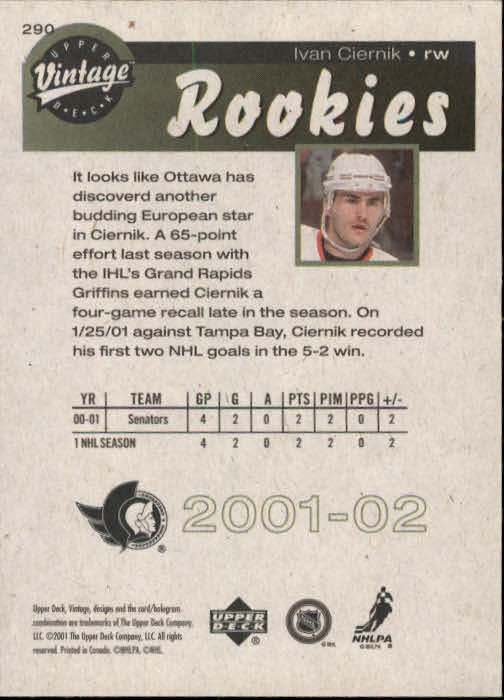 290
UPPER
Vintage™
DECK
Ivan Ciernik • rw
Rookies
It looks like Ottawa has
discoverd another
budding European star
in Ciernik. A 65-point
effort last season with
the IHL's Grand Rapids
Griffins earned Ciernik a
four-game recall late in the season. On
1/25/01 against Tampa Bay, Ciernik recorded
his first two NHL goals in the 5-2 win.
YR TEAM GP G A PTS PIM PPG +/-
00-01 Senators 4 2 0 2 2 0 2
1 NHL SEASON 4 2 0 2 2 0 2
2001-02
®
Upper Deck, Vintage, designs and the card/hologram
combination are trademarks of The Upper Deck Company,
LLC. ©2001 The Upper Deck Company, LLC. All rights
reserved. Printed in Canada. ©NHLPA. ©NHL.
UPPER
DECK
®
NHL
NHLPA